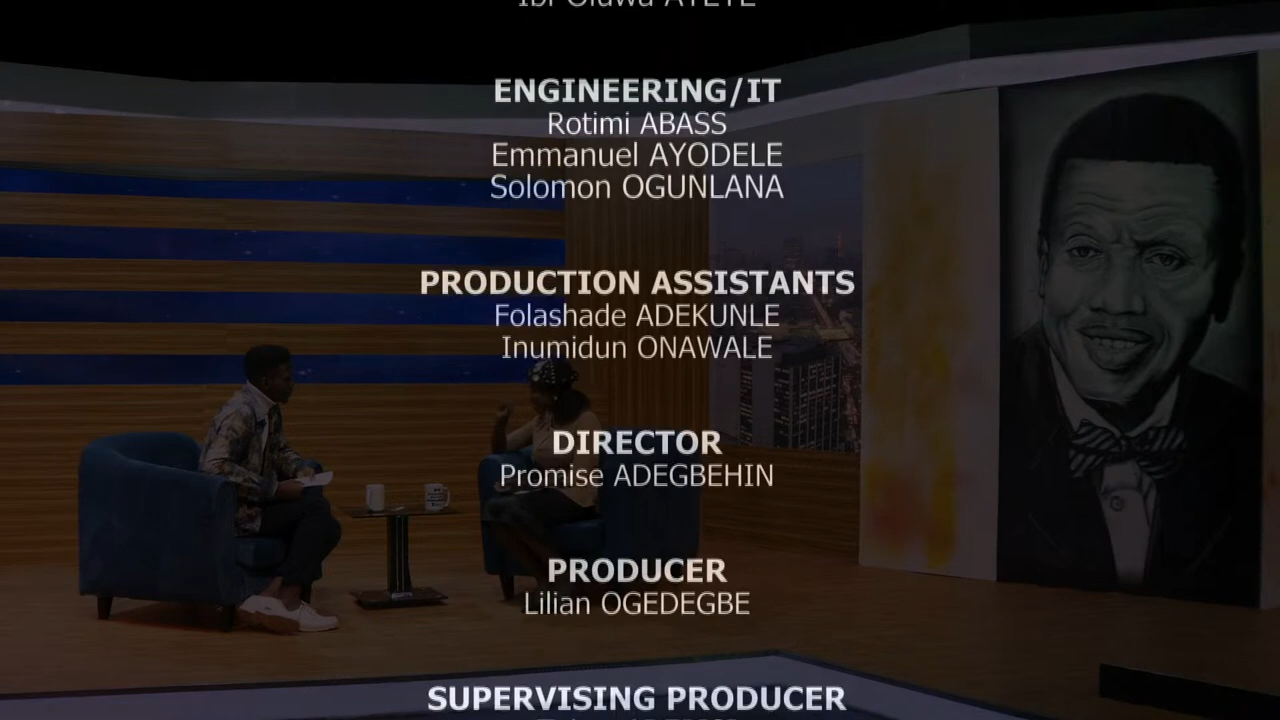 ENGINEERING/IT
Rotimi ABASS
Emmanuel AYODELE
Solomon OGUNLANA
PRODUCTION ASSISTANTS
Folashade ADEKUNLE
Inumidun ONAWALE
DIRECTOR
Promise ADEGBEHIN
PRODUCER
Lilian OGEDEGBE
SUPERVISING PRODUCER